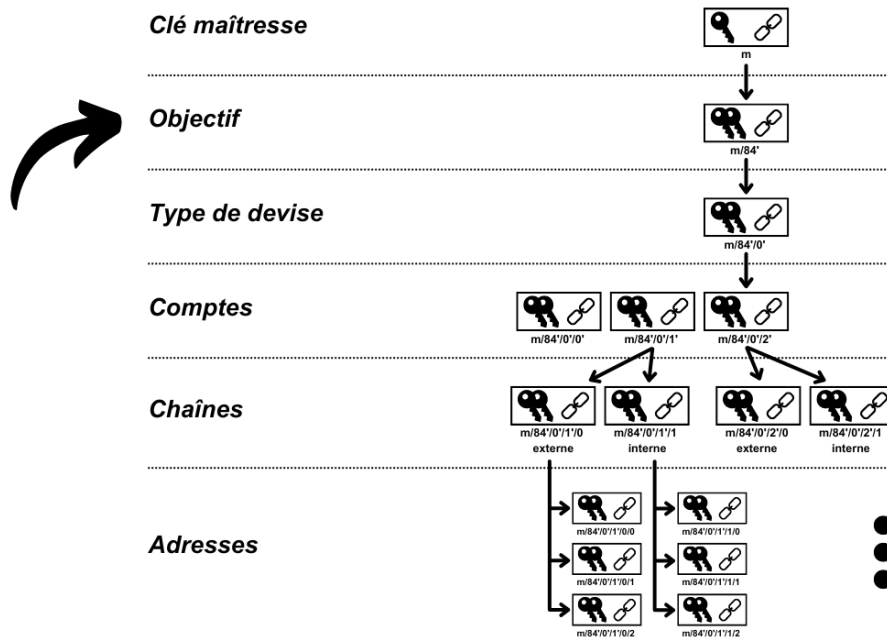 Clé maîtresse
m
Objectif
m/84'
Type de devise
m/84'/0'
Comptes
m/84'/0'/0' m/84'/0'/1' m/84'/0'/2'
Chaînes
m/84'/0'/1'/0 m/84'/0'/1'/1 m/84'/0'/2'/0 m/84'/0'/2'/1
externe interne externe interne
m/84'/0'/1'/0/0 m/84'/0'/1'/1/0
Adresses
m/84'/0'/1'/0/1 m/84'/0'/1'/1/1
m/84'/0'/1'/0/2 m/84'/0'/1'/1/2